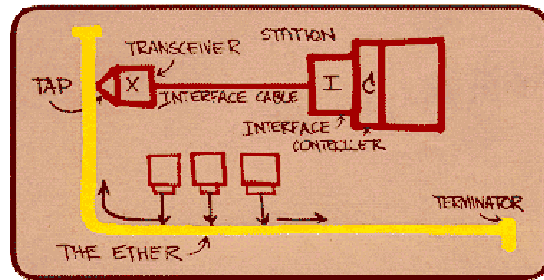 STATION
TRANSCEIVER
TAP
X
I
C
INTERFACE CABLE
INTERFACE
CONTROLLER
TERMINATOR
THE ETHER